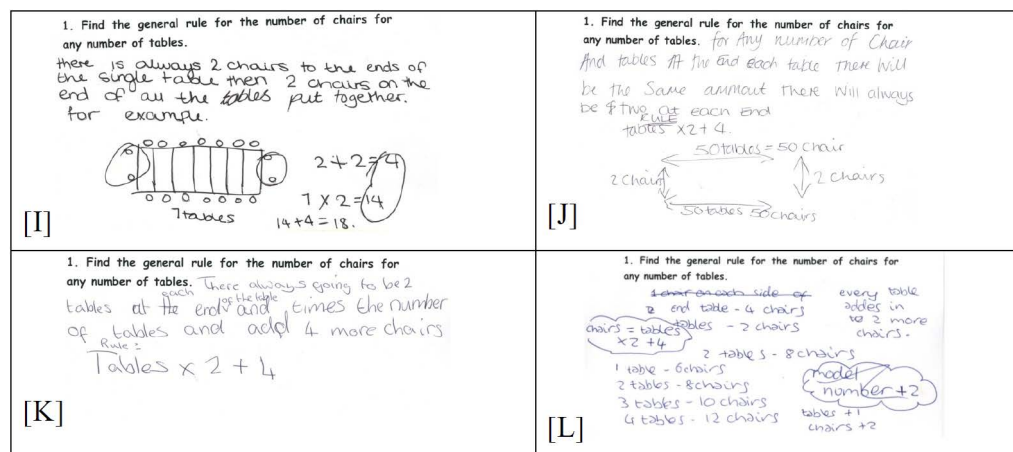 1. Find the general rule for the number of chairs for
any number of tables.
there is always 2 chairs to the ends of
the single table then 2 chairs on the
end of all the tables put together.
for example.
2+2=4
7 x 2=14
14+4=18.
7 tables
[I]
1. Find the general rule for the number of chairs for
any number of tables. for Any number of Chair
And tables At the End each table There Will
be the Same ammout There Will always
be two at each End
RULE
tables x2+4.
50 tables = 50 Chair
2 Chairs
2 chairs
50 tables 50 chairs
[J]
1. Find the general rule for the number of chairs for
any number of tables. There always going to be 2
tables at the each end of the table and times the number
of tables and add 4 more chairs
Rule:
Tables x 2 + 4
[K]
1. Find the general rule for the number of chairs for
any number of tables.
1 chair on each side of
2 end table - 4 chairs
tables - 2 chairs
every table
addes in
to 2 more
chairs.
chairs = tables
x2 +4
2 tables - 8 chairs
1 table - 6 chairs
2 tables - 8 chairs
3 tables - 10 chairs
4 tables - 12 chairs
model
number +2
tables +1
chairs +2
[L]